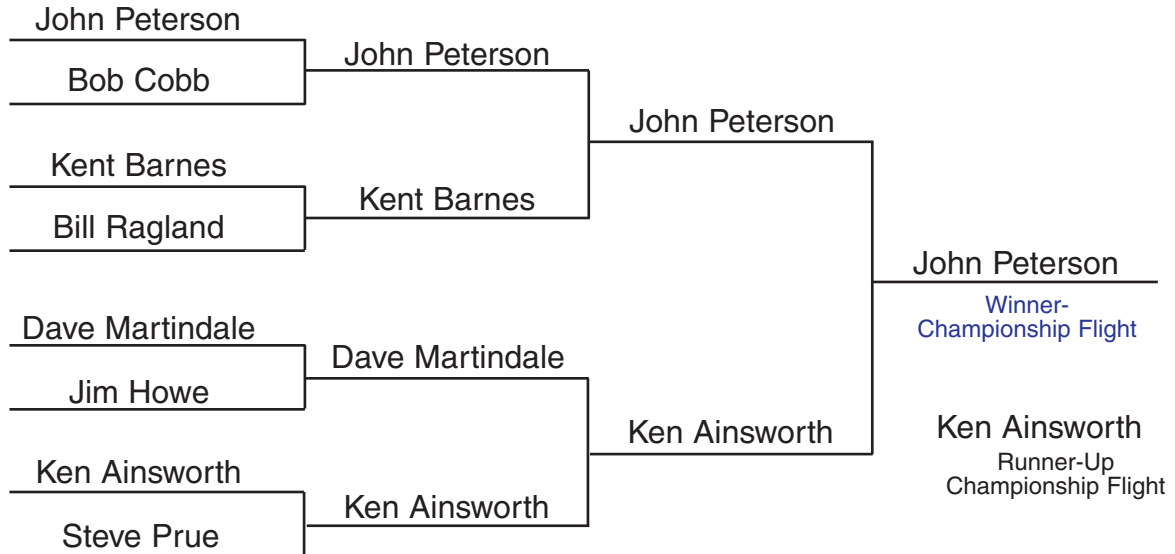 John Peterson
Bob Cobb
Kent Barnes
Bill Ragland
Dave Martindale
Jim Howe
Ken Ainsworth
Steve Prue
John Peterson
Kent Barnes
Dave Martindale
Ken Ainsworth
John Peterson
Ken Ainsworth
John Peterson
Winner-
Championship Flight
Ken Ainsworth
Runner-Up
Championship Flight